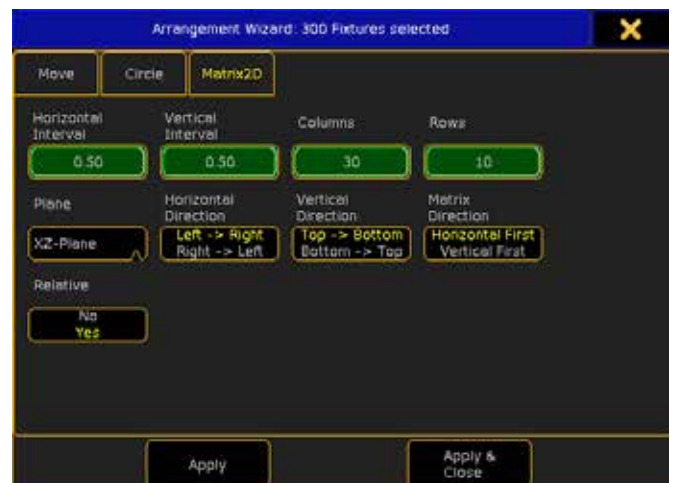 Arrangement Wizard: 300 Fixtures selected
Move
Circle
Matrix2D
Horizontal
Interval
Vertical
Interval
Columns
Rows
0.50
0.50
30
10
Plane
Horizontal
Direction
Vertical
Direction
Matrix
Direction
XZ-Plane
Left -> Right
Right -> Left
Top -> Bottom
Bottom -> Top
Horizontal First
Vertical First
Relative
No
Yes
Apply
Apply &
Close